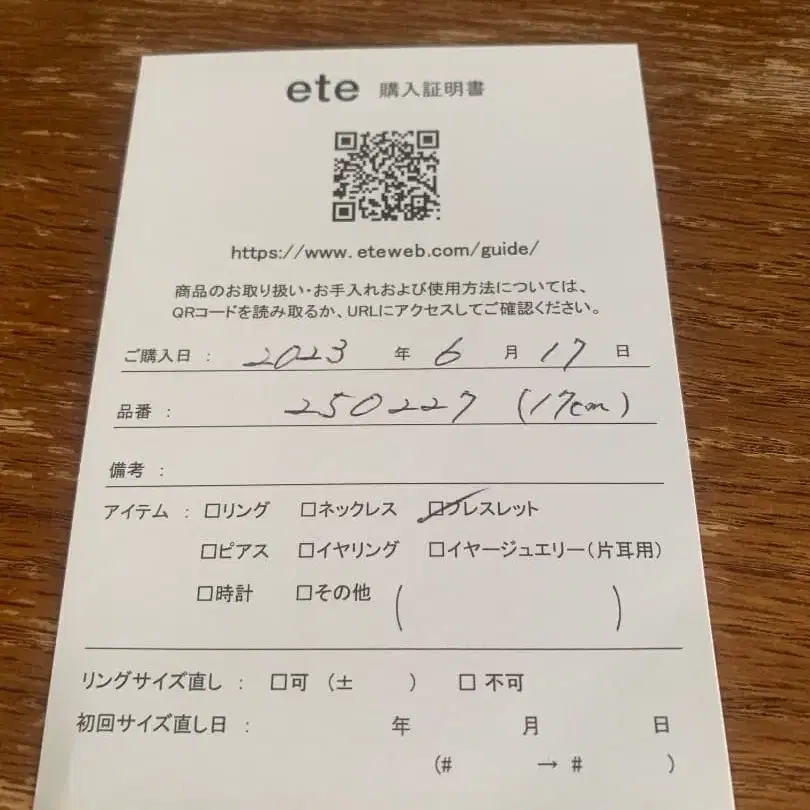 ete 購入証明書
https://www.eteweb.com/guide/
商品のお取り扱い・お手入れおよび使用方法については、
QRコードを読み取るか、URLにアクセスしてご確認ください。
ご購入日 : 2023 年 6 月 17 日
品番 : 250227 (17cm)
備考 :
アイテム : □リング □ネックレス ☑ブレスレット
□ピアス □イヤリング □イヤージュエリー(片耳用)
□時計 □その他 ( )
リングサイズ直し : □可 (± ) □ 不可
初回サイズ直し日 : 年 月 日
(# → # )